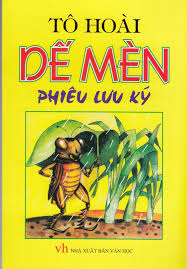 TÔ HOÀI
DẾ MÈN
PHIÊU LƯU KÝ
vh NHÀ XUẤT BẢN VĂN HỌC